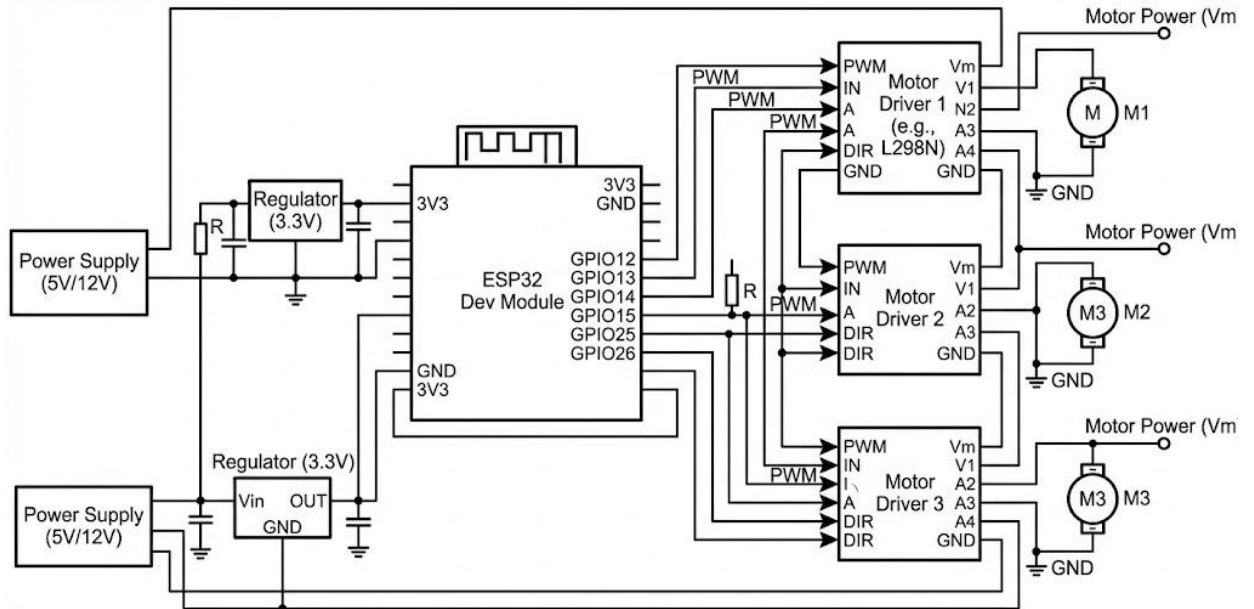 Motor Power (Vm)
PWM
IN
A
A
DIR
GND
Motor
Driver 1
(e.g.,
L298N)
Vm
V1
N2
A3
A4
GND
PWM
PWM
PWM
M
M1
GND
Power Supply
(5V/12V)
R
Regulator
(3.3V)
3V3
GND
3V3
3V3
GND
GPIO12
GPIO13
GPIO14
GPIO15
GPIO25
GPIO26
ESP32
Dev Module
R
PWM
PWM
IN
A
DIR
DIR
Motor
Driver 2
Vm
V1
A2
A3
GND
Motor Power (Vm)
M3
M2
GND
Regulator (3.3V)
Vin
OUT
GND
Power Supply
(5V/12V)
PWM
PWM
IN
A
DIR
DIR
Motor
Driver 3
Vm
V1
A2
A3
A4
GND
Motor Power (Vm)
M3
M3
GND